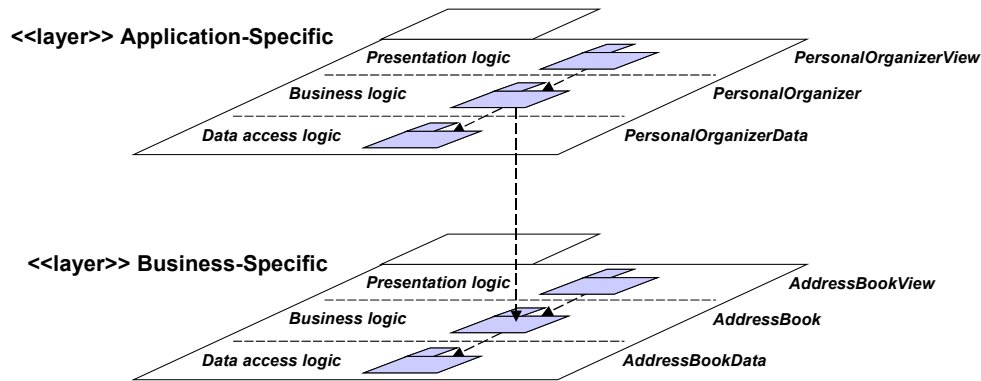 <<layer>> Application-Specific
Presentation logic
PersonalOrganizerView
Business logic
PersonalOrganizer
Data access logic
PersonalOrganizerData
<<layer>> Business-Specific
Presentation logic
AddressBookView
Business logic
AddressBook
Data access logic
AddressBookData